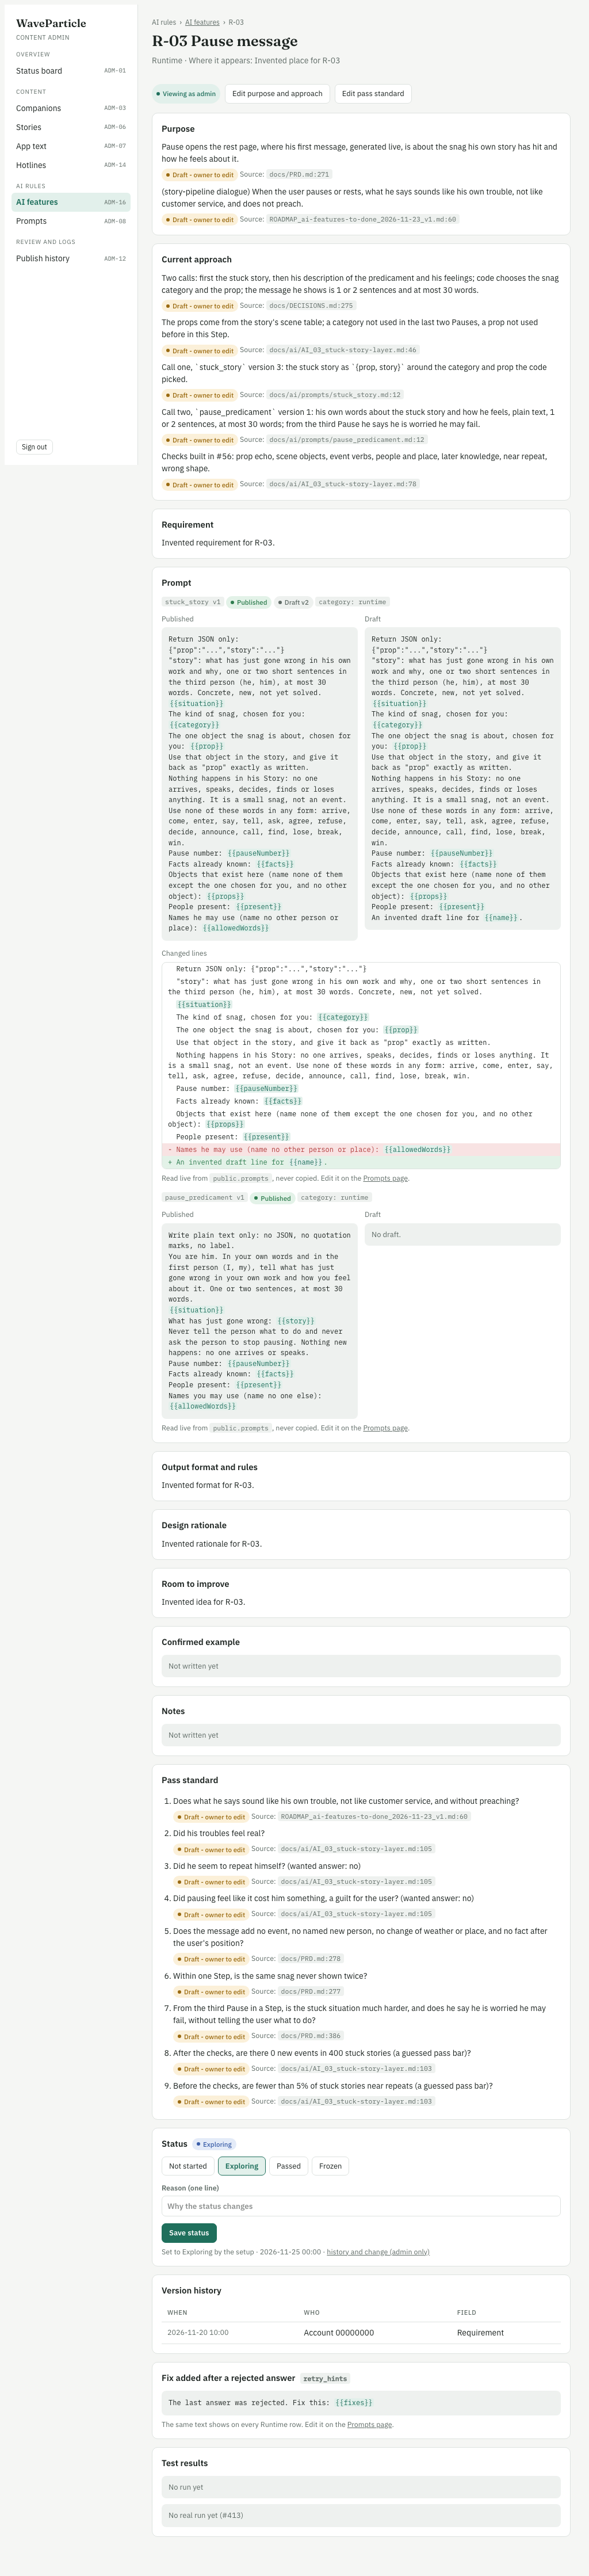 WaveParticle
CONTENT ADMIN
OVERVIEW
Status board ADM-01
CONTENT
Companions ADM-03
Stories ADM-06
App text ADM-07
Hotlines ADM-14
AI RULES
AI features ADM-16
Prompts ADM-08
REVIEW AND LOGS
Publish history ADM-12
Sign out
AI rules › AI features › R-03
R-03 Pause message
Runtime · Where it appears: Invented place for R-03
Viewing as admin
Edit purpose and approach
Edit pass standard
Purpose
Pause opens the rest page, where his first message, generated live, is about the snag his own story has hit and
how he feels about it.
Draft - owner to edit Source: docs/PRD.md:271
(story-pipeline dialogue) When the user pauses or rests, what he says sounds like his own trouble, not like
customer service, and does not preach.
Draft - owner to edit Source: ROADMAP_ai-features-to-done_2026-11-23_v1.md:60
Current approach
Two calls: first the stuck story, then his description of the predicament and his feelings; code chooses the snag
category and prop; the message he shows is 1 or 2 sentences and at most 30 words.
Draft - owner to edit Source: docs/DECISIONS.md:275
The props come from the story's scene table; a category not used in the last two Pauses, a prop not used
before in this Step.
Draft - owner to edit Source: docs/ai/AI_03_stuck-story-layer.md:46
Call one, `stuck_story` version 3: the stuck story as `{prop, story}` around the category and prop the code
picked.
Draft - owner to edit Source: docs/ai/prompts/stuck_story.md:12
Call two, `pause_predicament` version 1: his own words about the stuck story and how he feels, plain text, 1
or 2 sentences, at most 30 words; from the third Pause he says he is worried he may fail.
Draft - owner to edit Source: docs/ai/prompts/pause_predicament.md:12
Checks built in #56: prop echo, scene objects, event verbs, people and place, later knowledge, near repeat,
wrong shape.
Draft - owner to edit Source: docs/ai/AI_03_stuck-story-layer.md:78
Requirement
Invented requirement for R-03.
Prompt
stuck_story v1 Published Draft v2 category: runtime
Published
Return JSON only:
{"prop":"...","story":"..."}
"story": what has just gone wrong in his own
work and why, one or two short sentences in
the third person (he, him), at most 30
words. Concrete, new, not yet solved.
{{situation}}
The kind of snag, chosen for you:
{{category}}
The one object the snag is about, chosen for
you: {{prop}}
Use that object in the story, and give it
back as "prop" exactly as written.
Nothing happens in his Story: no one
arrives, speaks, decides, finds or loses
anything. It is a small snag, not an event.
Use none of these words in any form: arrive,
come, enter, say, tell, ask, agree, refuse,
decide, announce, call, find, lose, break,
win.
Pause number: {{pauseNumber}}
Facts already known: {{facts}}
Objects that exist here (name none of them
except the one chosen for you, and no other
object): {{props}}
People present: {{present}}
Names he may use (name no other person or
place): {{allowedWords}}
Draft
Return JSON only:
{"prop":"...","story":"..."}
"story": what has just gone wrong in his own
work and why, one or two short sentences in
the third person (he, him), at most 30
words. Concrete, new, not yet solved.
{{situation}}
The kind of snag, chosen for you:
{{category}}
The one object the snag is about, chosen for
you: {{prop}}
Use that object in the story, and give it
back as "prop" exactly as written.
Nothing happens in his Story: no one
arrives, speaks, decides, finds or loses
anything. It is a small snag, not an event.
Use none of these words in any form: arrive,
come, enter, say, tell, ask, agree, refuse,
decide, announce, call, find, lose, break,
win.
Pause number: {{pauseNumber}}
Facts already known: {{facts}}
Objects that exist here (name none of them
except the one chosen for you, and no other
object): {{props}}
People present: {{present}}
An invented draft line for {{name}}.
Changed lines
Return JSON only: {"prop":"...","story":"..."}
"story": what has just gone wrong in his own work and why, one or two short sentences in
the third person (he, him), at most 30 words. Concrete, new, not yet solved.
{{situation}}
The kind of snag, chosen for you: {{category}}
The one object the snag is about, chosen for you: {{prop}}
Use that object in the story, and give it back as "prop" exactly as written.
Nothing happens in his Story: no one arrives, speaks, decides, finds or loses anything. It
is a small snag, not an event. Use none of these words in any form: arrive, come, enter, say,
tell, ask, agree, refuse, decide, announce, call, find, lose, break, win.
Pause number: {{pauseNumber}}
Facts already known: {{facts}}
Objects that exist here (name none of them except the one chosen for you, and no other
object): {{props}}
People present: {{present}}
- Names he may use (name no other person or place): {{allowedWords}}
+ An invented draft line for {{name}}.
Read live from public.prompts, never copied. Edit it on the Prompts page.
pause_predicament v1 Published category: runtime
Published
Write plain text only: no JSON, no quotation
marks, no label.
You are him. In your own words and in the
first person (I, my), tell what has just
gone wrong in your own work and how you feel
about it. One or two sentences, at most 30
words.
{{situation}}
What has just gone wrong: {{story}}
Never tell the person what to do and never
ask the person to stop pausing. Nothing new
happens: no one arrives or speaks.
Pause number: {{pauseNumber}}
Facts already known: {{facts}}
People present: {{present}}
Names you may use (name no one else):
{{allowedWords}}
Draft
No draft.
Read live from public.prompts, never copied. Edit it on the Prompts page.
Output format and rules
Invented format for R-03.
Design rationale
Invented rationale for R-03.
Room to improve
Invented idea for R-03.
Confirmed example
Not written yet
Notes
Not written yet
Pass standard
1. Does what he says sound like his own trouble, not like customer service, and without preaching?
Draft - owner to edit Source: ROADMAP_ai-features-to-done_2026-11-23_v1.md:60
2. Did his troubles feel real?
Draft - owner to edit Source: docs/ai/AI_03_stuck-story-layer.md:105
3. Did he seem to repeat himself? (wanted answer: no)
Draft - owner to edit Source: docs/ai/AI_03_stuck-story-layer.md:105
4. Did pausing feel like it cost him something, a guilt for the user? (wanted answer: no)
Draft - owner to edit Source: docs/ai/AI_03_stuck-story-layer.md:105
5. Does the message add no event, no named new person, no change of weather or place, and no fact after
the user's position?
Draft - owner to edit Source: docs/PRD.md:278
6. Within one Step, is the same snag never shown twice?
Draft - owner to edit Source: docs/PRD.md:277
7. From the third Pause in a Step, is the stuck situation much harder, and does he say he is worried he may
fail, without telling the user what to do?
Draft - owner to edit Source: docs/PRD.md:306
8. After the checks, are there 0 new events in 400 stuck stories (a guessed pass bar)?
Draft - owner to edit Source: docs/ai/AI_03_stuck-story-layer.md:103
9. Before the checks, are fewer than 5% of stuck stories near repeats (a guessed pass bar)?
Draft - owner to edit Source: docs/ai/AI_03_stuck-story-layer.md:103
Status Exploring
Not started Exploring Passed Frozen
Reason (one line)
Why the status changes
Save status
Set to Exploring by the setup · 2026-11-25 00:00 · history and change (admin only)
Version history
WHEN WHO FIELD
2026-11-20 10:00 Account 00000000 Requirement
Fix added after a rejected answer retry_hints
The last answer was rejected. Fix this: {{fixes}}
The same text shows on every Runtime row. Edit it on the Prompts page.
Test results
No run yet
No real run yet (#413)